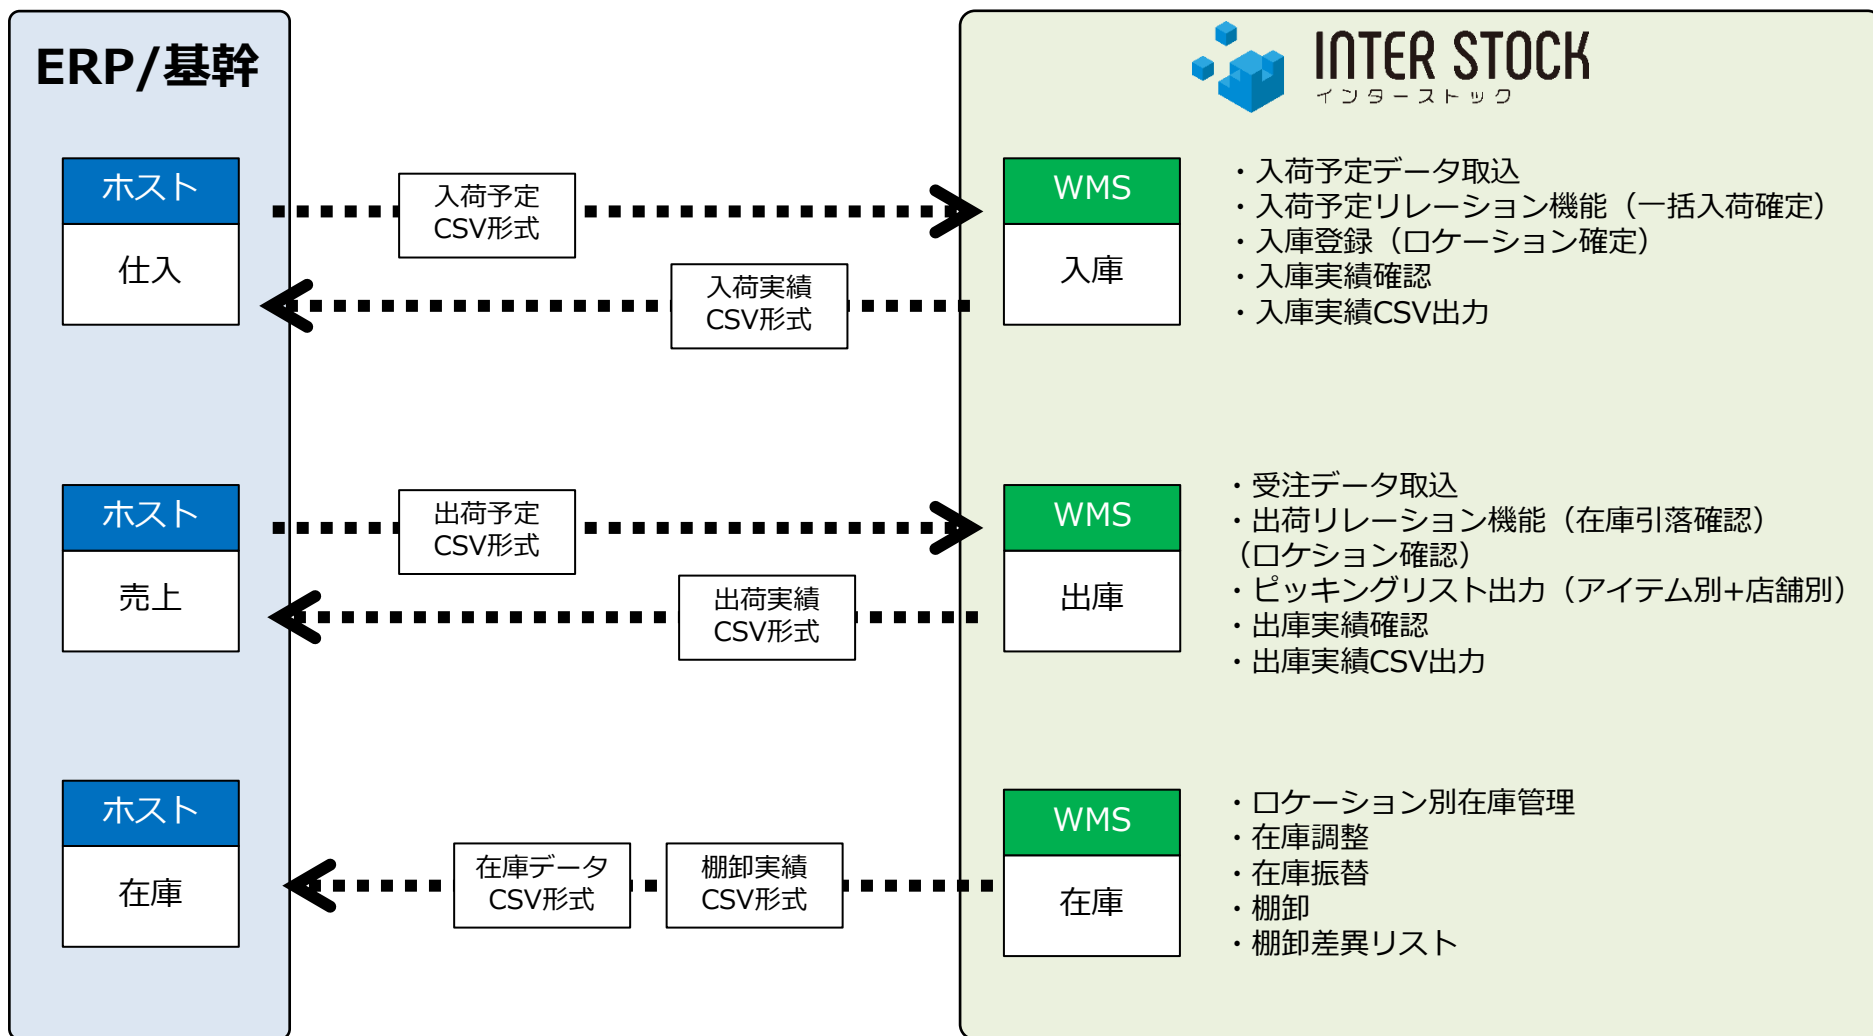 ERP/基幹
INTER STOCK
インターストック
ホスト
仕入
入荷予定
CSV形式
入荷実績
CSV形式
WMS
入庫
・入荷予定データ取込
・入荷予定リレーション機能（一括入荷確定）
・入庫登録（ロケーション確定）
・入庫実績確認
・入庫実績CSV出力
ホスト
売上
出荷予定
CSV形式
出荷実績
CSV形式
WMS
出庫
・受注データ取込
・出荷リレーション機能（在庫引落確認）
（ロケション確認）
・ピッキングリスト出力（アイテム別+店舗別）
・出庫実績確認
・出庫実績CSV出力
ホスト
在庫
在庫データ
CSV形式
棚卸実績
CSV形式
WMS
在庫
・ロケーション別在庫管理
・在庫調整
・在庫振替
・棚卸
・棚卸差異リスト